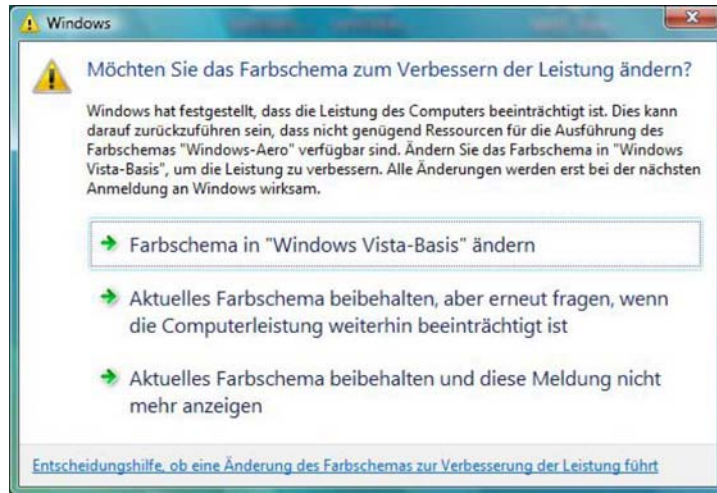 Windows
Möchten Sie das Farbschema zum Verbessern der Leistung ändern?
Windows hat festgestellt, dass die Leistung des Computers beeinträchtigt ist. Dies kann
darauf zurückzuführen sein, dass nicht genügend Ressourcen für die Ausführung des
Farbschemas "Windows-Aero" verfügbar sind. Ändern Sie das Farbschema in "Windows
Vista-Basis", um die Leistung zu verbessern. Alle Änderungen werden erst bei der nächsten
Anmeldung an Windows wirksam.
Farbschema in "Windows Vista-Basis" ändern
Aktuelles Farbschema beibehalten, aber erneut fragen, wenn
die Computerleistung weiterhin beeinträchtigt ist
Aktuelles Farbschema beibehalten und diese Meldung nicht
mehr anzeigen
Entscheidungshilfe, ob eine Änderung des Farbschemas zur Verbesserung der Leistung führt